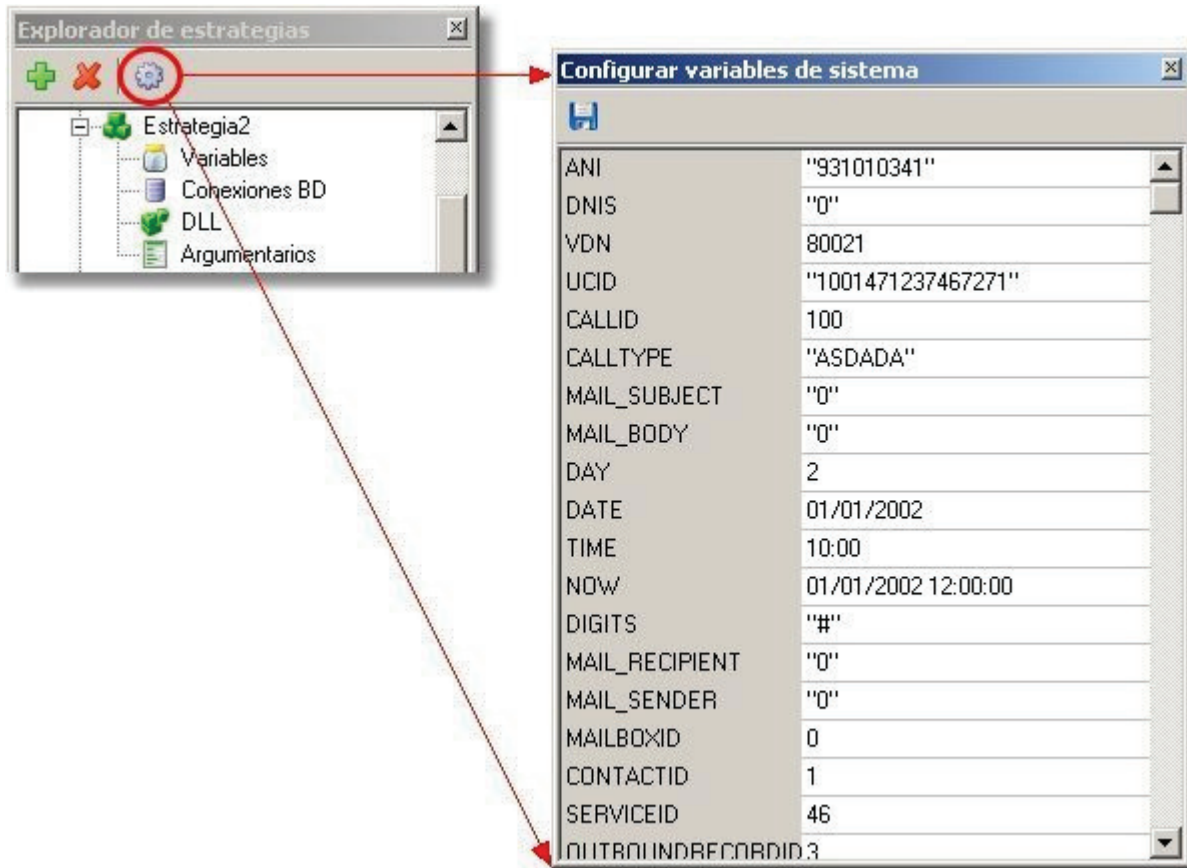 Explorador de estrategias
Estrategia2
Variables
Conexiones BD
DLL
Argumentarios
Configurar variables de sistema
ANI "931010341"
DNIS "0"
VDN 80021
UCID "1001471237467271"
CALLID 100
CALLTYPE "ASDADA"
MAIL_SUBJECT "0"
MAIL_BODY "0"
DAY 2
DATE 01/01/2002
TIME 10:00
NOW 01/01/2002 12:00:00
DIGITS "#"
MAIL_RECIPIENT "0"
MAIL_SENDER "0"
MAILBOXID 0
CONTACTID 1
SERVICEID 46
OUTBOUNDRECORDID 3